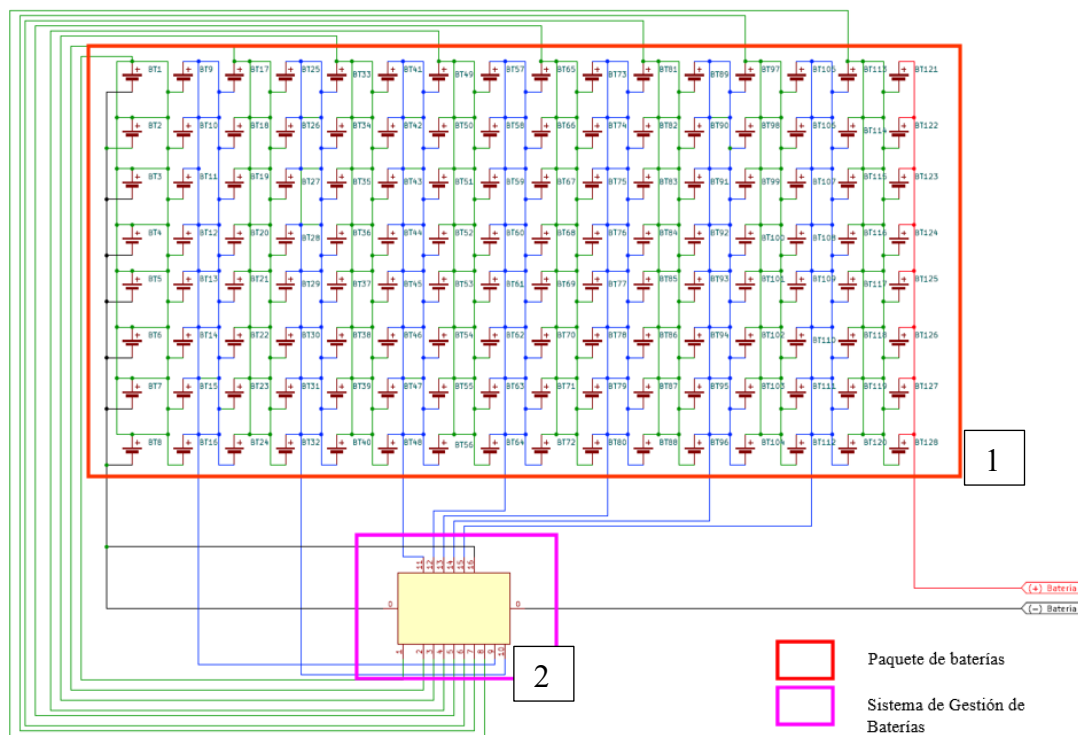 BT1 BT9 BT17 BT25 BT33 BT41 BT49 BT57 BT65 BT73 BT81 BT89 BT97 BT105 BT113 BT121
BT2 BT10 BT18 BT26 BT34 BT42 BT50 BT58 BT66 BT74 BT82 BT90 BT98 BT106 BT114 BT122
BT3 BT11 BT19 BT27 BT35 BT43 BT51 BT59 BT67 BT75 BT83 BT91 BT99 BT107 BT115 BT123
BT4 BT12 BT20 BT28 BT36 BT44 BT52 BT60 BT68 BT76 BT84 BT92 BT100 BT108 BT116 BT124
BT5 BT13 BT21 BT29 BT37 BT45 BT53 BT61 BT69 BT77 BT85 BT93 BT101 BT109 BT117 BT125
BT6 BT14 BT22 BT30 BT38 BT46 BT54 BT62 BT70 BT78 BT86 BT94 BT102 BT110 BT118 BT126
BT7 BT15 BT23 BT31 BT39 BT47 BT55 BT63 BT71 BT79 BT87 BT95 BT103 BT111 BT119 BT127
BT8 BT16 BT24 BT32 BT40 BT48 BT56 BT64 BT72 BT80 BT88 BT96 BT104 BT112 BT120 BT128
1
11 12 13 14 15 16
(+) Bateria
0 0
(-) Bateria
1 2 3 4 5 6 7 8 9 10
2
Paquete de baterías
Sistema de Gestión de
Baterías